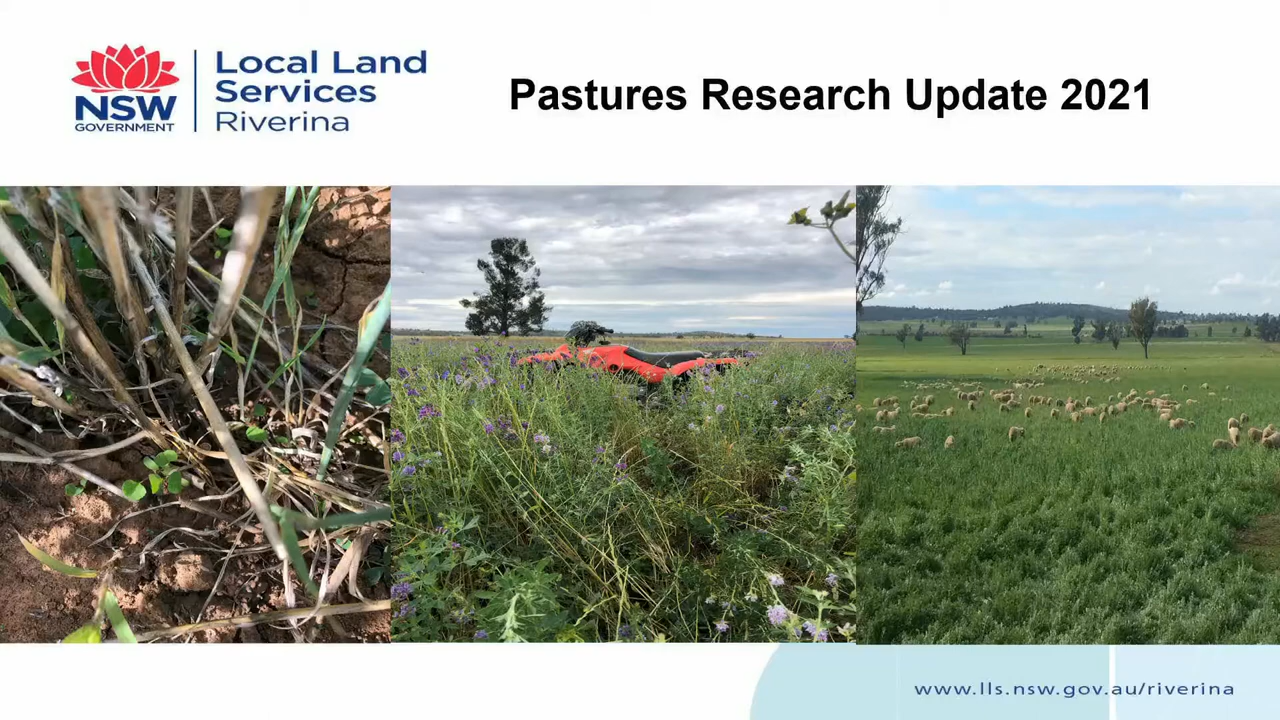 NSW
GOVERNMENT
Local Land
Services
Riverina
Pastures Research Update 2021
www.lls.nsw.gov.au/riverina